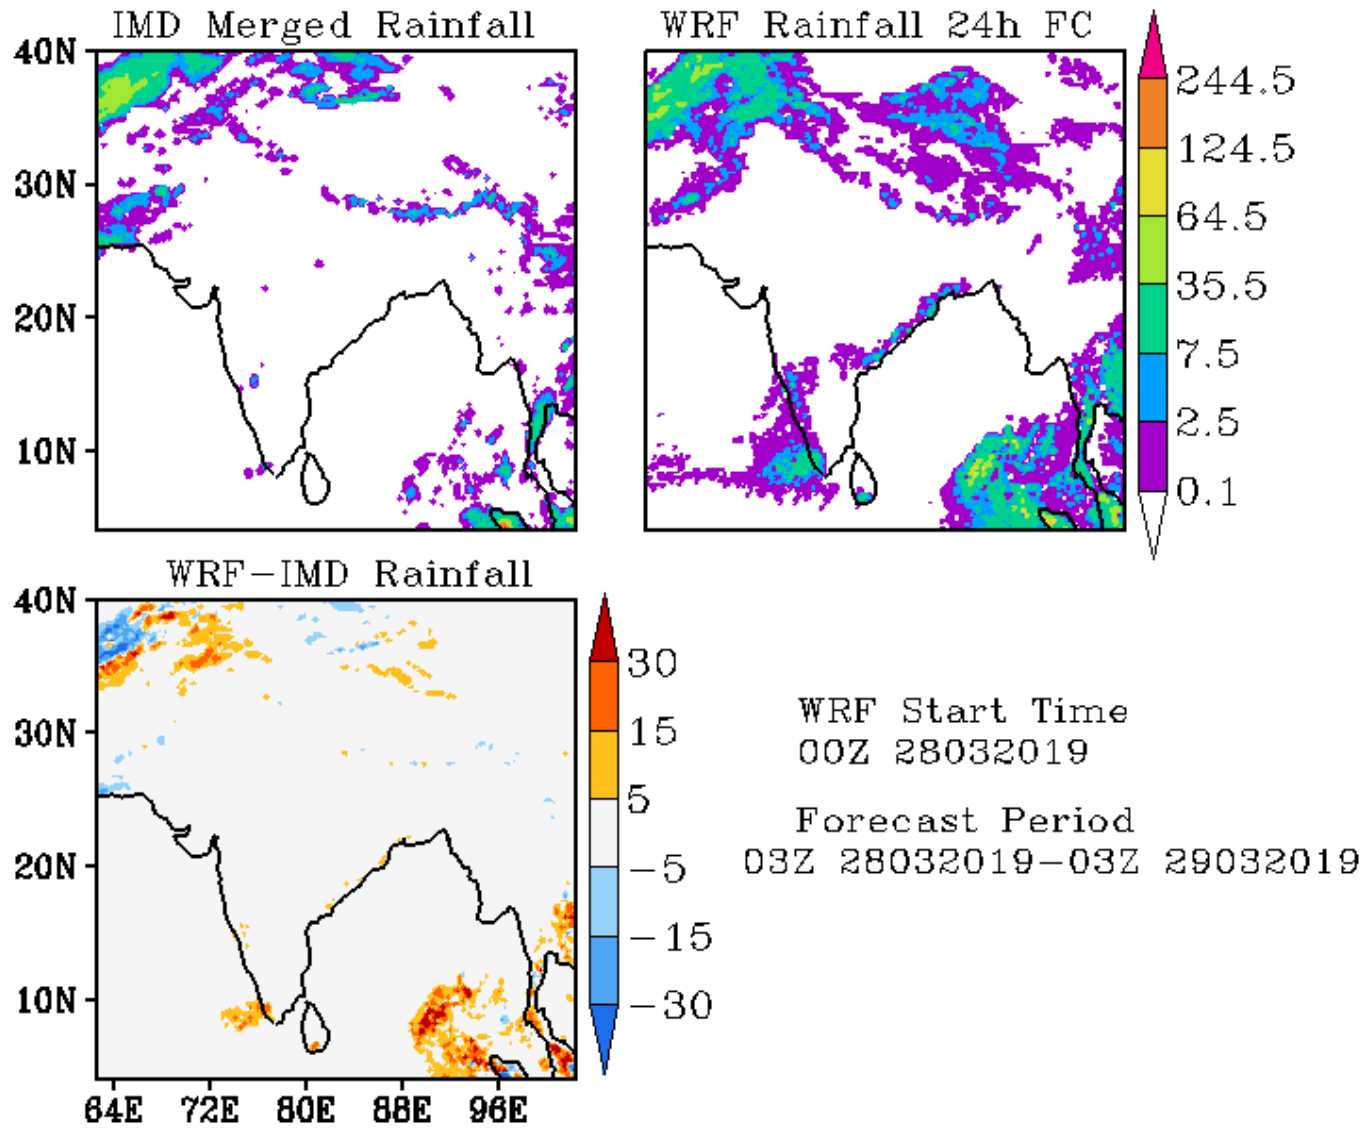 IMD Merged Rainfall
WRF Rainfall 24h FC
40N
30N
20N
10N
244.5
124.5
64.5
35.5
7.5
2.5
0.1
WRF-IMD Rainfall
40N
30N
20N
10N
64E 72E 80E 88E 96E
30
15
5
-5
-15
-30
WRF Start Time
00Z 28032019
Forecast Period
03Z 28032019-03Z 29032019